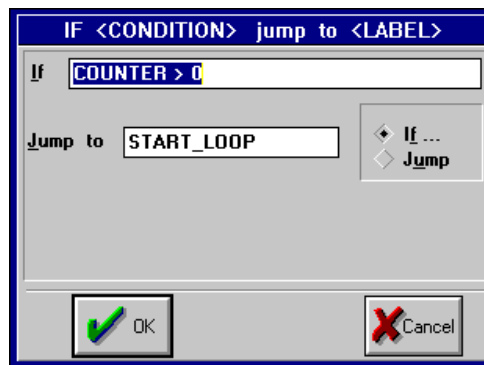 IF <CONDITION> jump to <LABEL>
If COUNTER > 0
Jump to START_LOOP
If ...
Jump
OK
Cancel